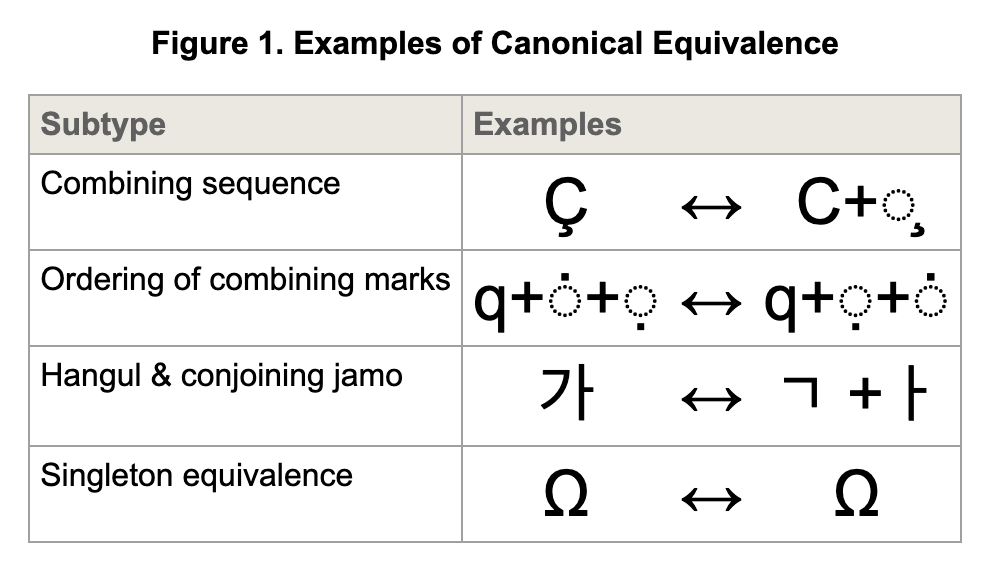 Figure 1. Examples of Canonical Equivalence
Subtype Examples
Combining sequence Ç ↔ C+◌̧
Ordering of combining marks q+◌̇+◌̣ ↔ q+◌̣+◌̇
Hangul & conjoining jamo 가 ↔ ᄀ + ᅡ
Singleton equivalence Ω ↔ Ω